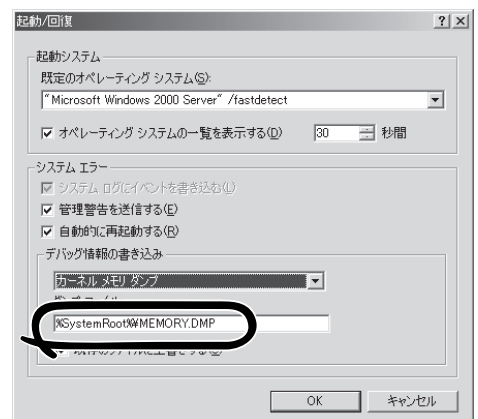 起動/回復
起動システム
既定のオペレーティング システム(S):
"Microsoft Windows 2000 Server" /fastdetect
オペレーティング システムの一覧を表示する(D) 30 秒間
システム エラー
システム ログにイベントを書き込む(L)
管理警告を送信する(E)
自動的に再起動する(R)
デバッグ情報の書き込み
カーネル メモリ ダンプ
%SystemRoot%¥MEMORY.DMP
OK キャンセル